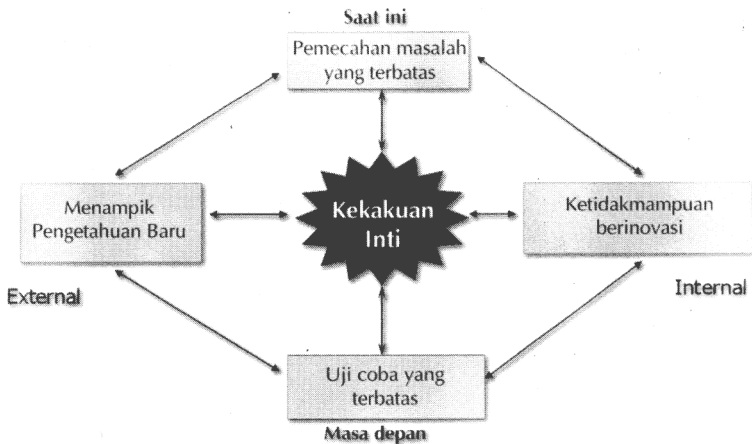 Saat ini
Pemecahan masalah
yang terbatas
Menampik
Pengetahuan Baru
Kekakuan
Inti
Ketidakmampuan
berinovasi
External
Internal
Uji coba yang
terbatas
Masa depan